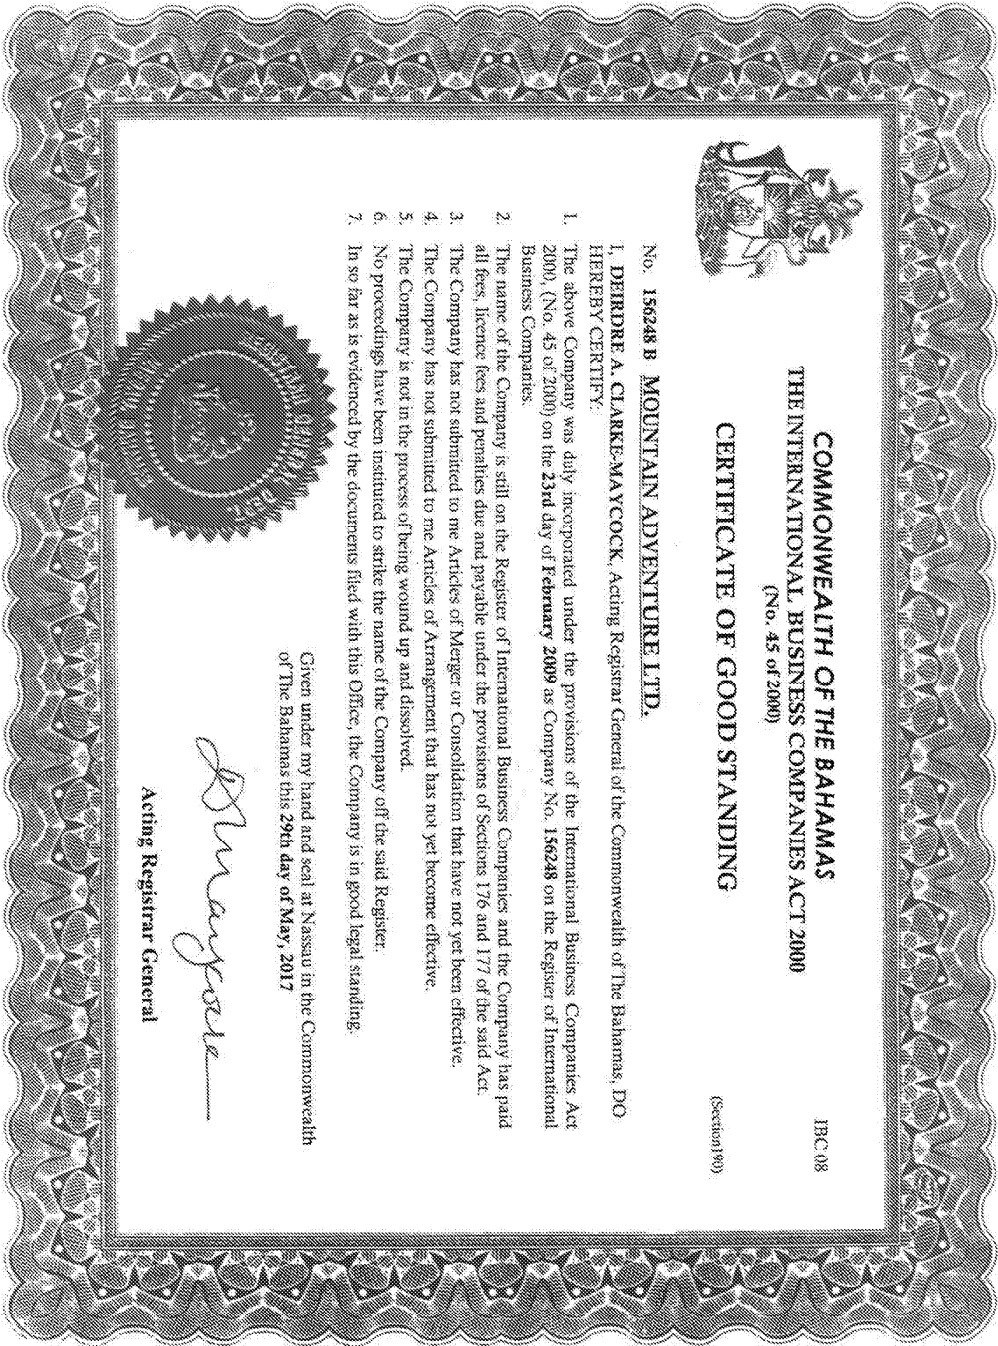 IBC 08
COMMONWEALTH OF THE BAHAMAS
THE INTERNATIONAL BUSINESS COMPANIES ACT 2000
(No. 45 of 2000)
CERTIFICATE OF GOOD STANDING
(Section190)
No. 156248 B MOUNTAIN ADVENTURE LTD.
I, DEIRDRE A. CLARKE-MAYCOCK, Acting Registrar General of the Commonwealth of The Bahamas, DO
HEREBY CERTIFY:
1. The above Company was duly incorporated under the provisions of the International Business Companies Act
2000, (No. 45 of 2000) on the 23rd day of February 2009 as Company No. 156248 on the Register of International
Business Companies.
2. The name of the Company is still on the Register of International Business Companies and the Company has paid
all fees, licence fees and penalties due and payable under the provisions of Sections 176 and 177 of the said Act.
3. The Company has not submitted to me Articles of Merger or Consolidation that have not yet been effective.
4. The Company has not submitted to me Articles of Arrangement that has not yet become effective.
5. The Company is not in the process of being wound up and dissolved.
6. No proceedings have been instituted to strike the name of the Company off the said Register.
7. In so far as is evidenced by the documents filed with this Office, the Company is in good legal standing.
Given under my hand and seal at Nassau in the Commonwealth
of The Bahamas this 29th day of May, 2017
Acting Registrar General